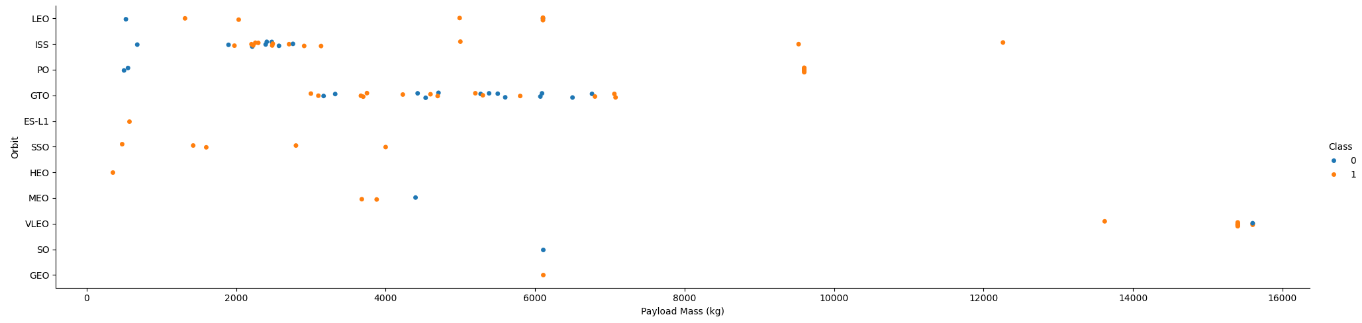 Orbit
LEO
ISS
PO
GTO
ES-L1
SSO
HEO
MEO
VLEO
SO
GEO
0 2000 4000 6000 8000 10000 12000 14000 16000
Payload Mass (kg)
Class
0
1